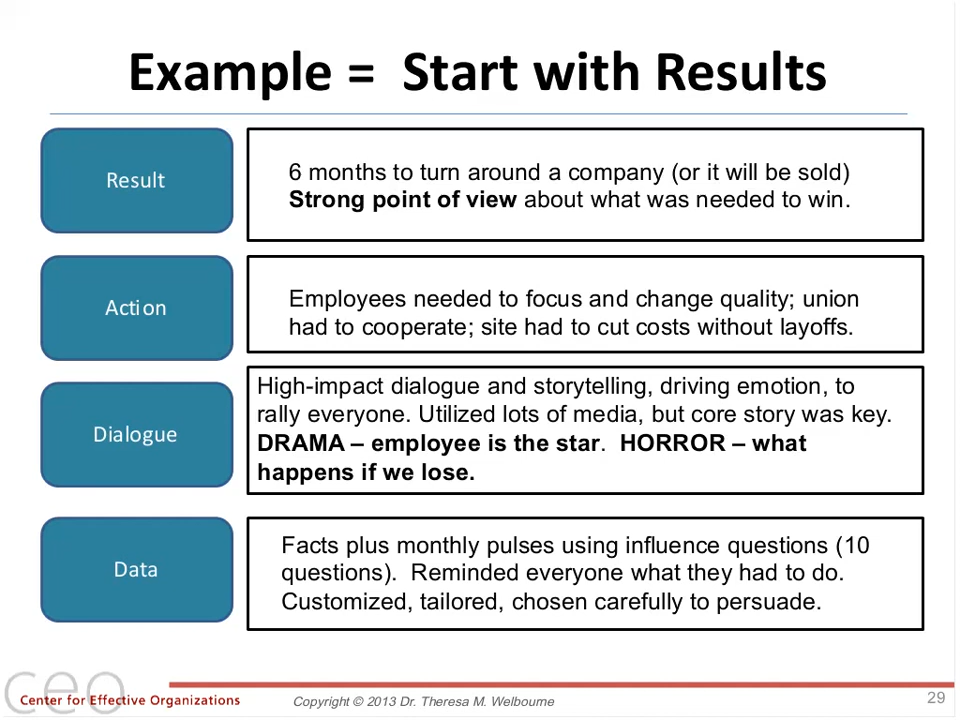 Example =  Start with Results
Result
6 months to turn around a company (or it will be sold)
Strong point of view about what was needed to win.
Action
Employees needed to focus and change quality; union
had to cooperate; site had to cut costs without layoffs.
Dialogue
High-impact dialogue and storytelling, driving emotion, to
rally everyone. Utilized lots of media, but core story was key.
DRAMA – employee is the star.  HORROR – what
happens if we lose.
Data
Facts plus monthly pulses using influence questions (10
questions).  Reminded everyone what they had to do.
Customized, tailored, chosen carefully to persuade.
ceo
Center for Effective Organizations
Copyright © 2013 Dr. Theresa M. Welbourne
29